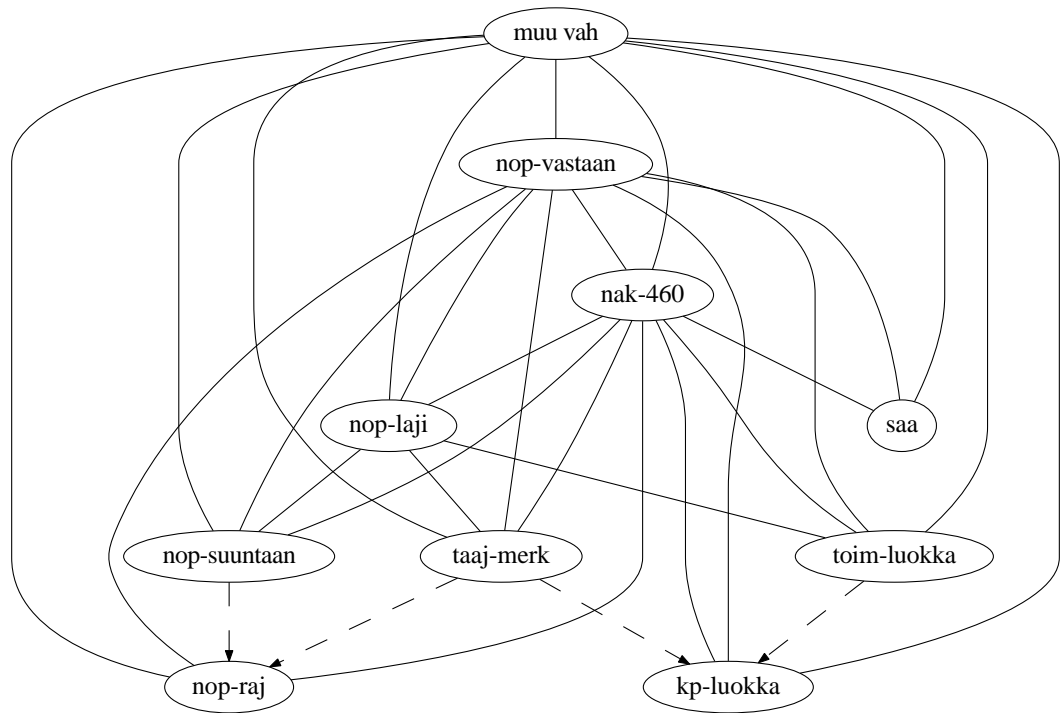 muu vah
nop-vastaan
nak-460
nop-laji
saa
nop-suuntaan
taaj-merk
toim-luokka
nop-raj
kp-luokka